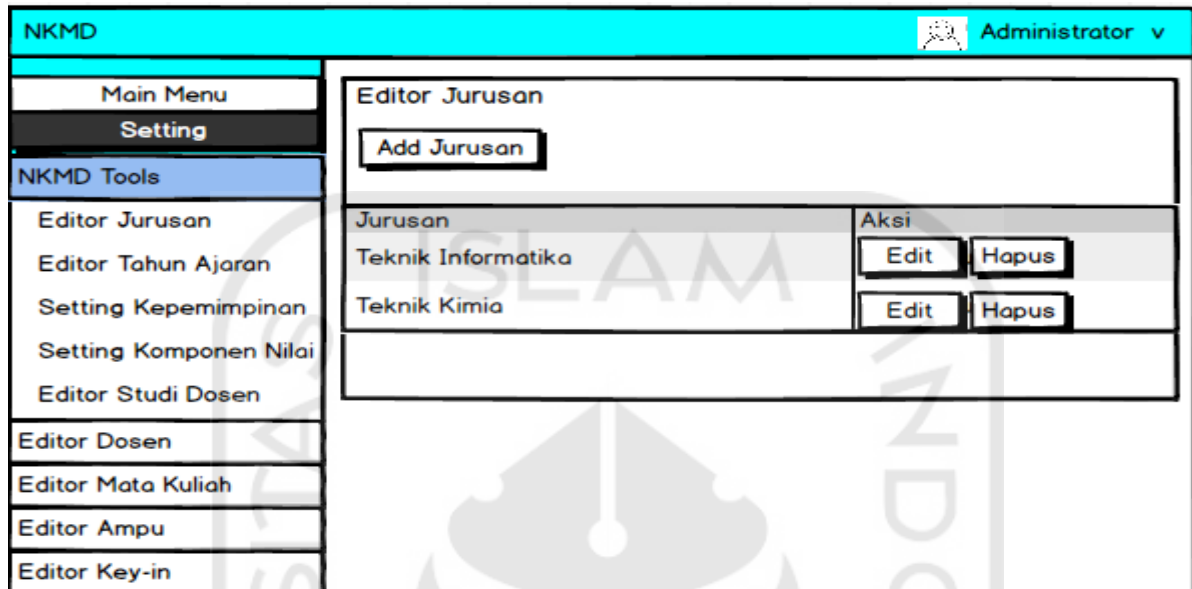 NKMD
Administrator v
Main Menu
Setting
NKMD Tools
Editor Jurusan
Editor Tahun Ajaran
Setting Kepemimpinan
Setting Komponen Nilai
Editor Studi Dosen
Editor Dosen
Editor Mata Kuliah
Editor Ampu
Editor Key-in
Editor Jurusan
Add Jurusan
Jurusan Aksi
Teknik Informatika Edit Hapus
Teknik Kimia Edit Hapus
ISLAM
SITAS
INDO